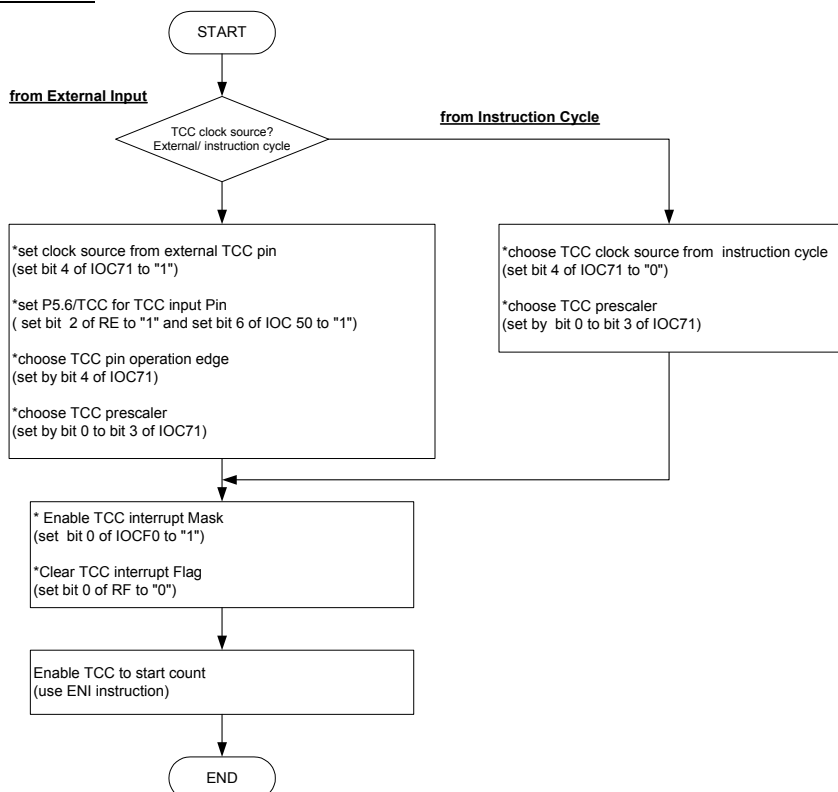 START
from External Input
TCC clock source?
External/ instruction cycle
from Instruction Cycle
*set clock source from external TCC pin
(set bit 4 of IOC71 to "1")
*set P5.6/TCC for TCC input Pin
( set bit  2 of RE to "1" and set bit 6 of IOC 50 to "1")
*choose TCC pin operation edge
(set by bit 4 of IOC71)
*choose TCC prescaler
(set by bit 0 to bit 3 of IOC71)
*choose TCC clock source from  instruction cycle
(set bit 4 of IOC71 to "0")
*choose TCC prescaler
(set by  bit 0 to bit 3 of IOC71)
* Enable TCC interrupt Mask
(set  bit 0 of IOCF0 to "1")
*Clear TCC interrupt Flag
(set bit 0 of RF to "0")
Enable TCC to start count
(use ENI instruction)
END